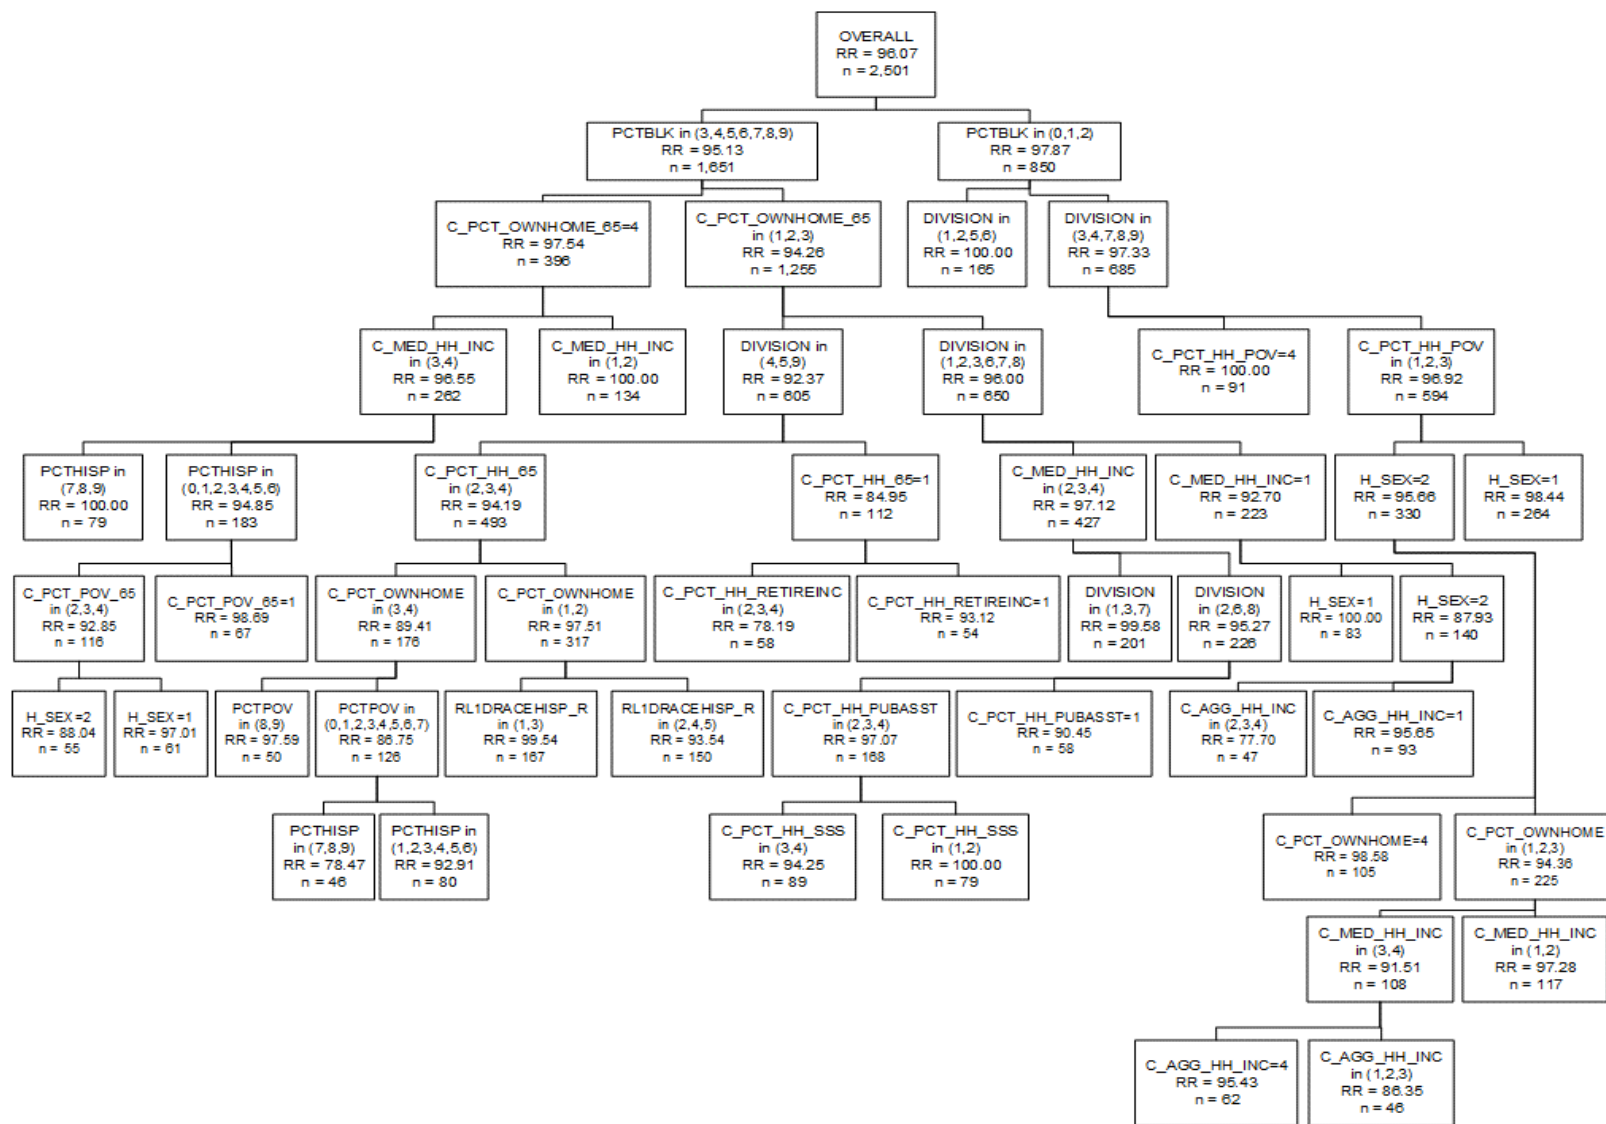 OVERALL
RR = 96.07
n = 2,501
PCTBLK in (3,4,5,6,7,8,9)
RR = 95.13
n = 1,651
PCTBLK in (0,1,2)
RR = 97.87
n = 850
C_PCT_OWNHOME_65=4
RR = 97.54
n = 396
C_PCT_OWNHOME_65
in (1,2,3)
RR = 94.26
n = 1,255
DIVISION in
(1,2,5,6)
RR = 100.00
n = 165
DIVISION in
(3,4,7,8,9)
RR = 97.33
n = 685
C_MED_HH_INC
in (3,4)
RR = 96.55
n = 262
C_MED_HH_INC
in (1,2)
RR = 100.00
n = 134
DIVISION in
(4,5,9)
RR = 92.37
n = 605
DIVISION in
(1,2,3,6,7,8)
RR = 96.00
n = 650
C_PCT_HH_POV=4
RR = 100.00
n = 91
C_PCT_HH_POV
in (1,2,3)
RR = 96.92
n = 594
PCTHISP in
(7,8,9)
RR = 100.00
n = 79
PCTHISP in
(0,1,2,3,4,5,6)
RR = 94.85
n = 183
C_PCT_HH_65
in (2,3,4)
RR = 94.19
n = 493
C_PCT_HH_65=1
RR = 84.95
n = 112
C_MED_HH_INC
in (2,3,4)
RR = 97.12
n = 427
C_MED_HH_INC=1
RR = 92.70
n = 223
H_SEX=2
RR = 95.66
n = 330
H_SEX=1
RR = 98.44
n = 264
C_PCT_POV_65
in (2,3,4)
RR = 92.85
n = 116
C_PCT_POV_65=1
RR = 98.69
n = 67
C_PCT_OWNHOME
in (3,4)
RR = 89.41
n = 176
C_PCT_OWNHOME
in (1,2)
RR = 97.51
n = 317
C_PCT_HH_RETIREINC
in (2,3,4)
RR = 78.19
n = 58
C_PCT_HH_RETIREINC=1
RR = 93.12
n = 54
DIVISION
in (1,3,7)
RR = 99.58
n = 201
DIVISION
in (2,6,8)
RR = 95.27
n = 226
H_SEX=1
RR = 100.00
n = 83
H_SEX=2
RR = 87.93
n = 140
H_SEX=2
RR = 88.04
n = 55
H_SEX=1
RR = 97.01
n = 61
PCTPOV
in (8,9)
RR = 97.59
n = 50
PCTPOV in
(0,1,2,3,4,5,6,7)
RR = 86.75
n = 126
RL1DRACEHISP_R
in (1,3)
RR = 99.54
n = 167
RL1DRACEHISP_R
in (2,4,5)
RR = 93.54
n = 150
C_PCT_HH_PUBASST
in (2,3,4)
RR = 97.07
n = 168
C_PCT_HH_PUBASST=1
RR = 90.45
n = 58
C_AGG_HH_INC
in (2,3,4)
RR = 77.70
n = 47
C_AGG_HH_INC=1
RR = 95.65
n = 93
PCTHISP
in (7,8,9)
RR = 78.47
n = 46
PCTHISP in
(1,2,3,4,5,6)
RR = 92.91
n = 80
C_PCT_HH_SSS
in (3,4)
RR = 94.25
n = 89
C_PCT_HH_SSS
in (1,2)
RR = 100.00
n = 79
C_PCT_OWNHOME=4
RR = 98.58
n = 105
C_PCT_OWNHOME
in (1,2,3)
RR = 94.36
n = 225
C_MED_HH_INC
in (3,4)
RR = 91.51
n = 108
C_MED_HH_INC
in (1,2)
RR = 97.28
n = 117
C_AGG_HH_INC=4
RR = 95.43
n = 62
C_AGG_HH_INC
in (1,2,3)
RR = 86.35
n = 46